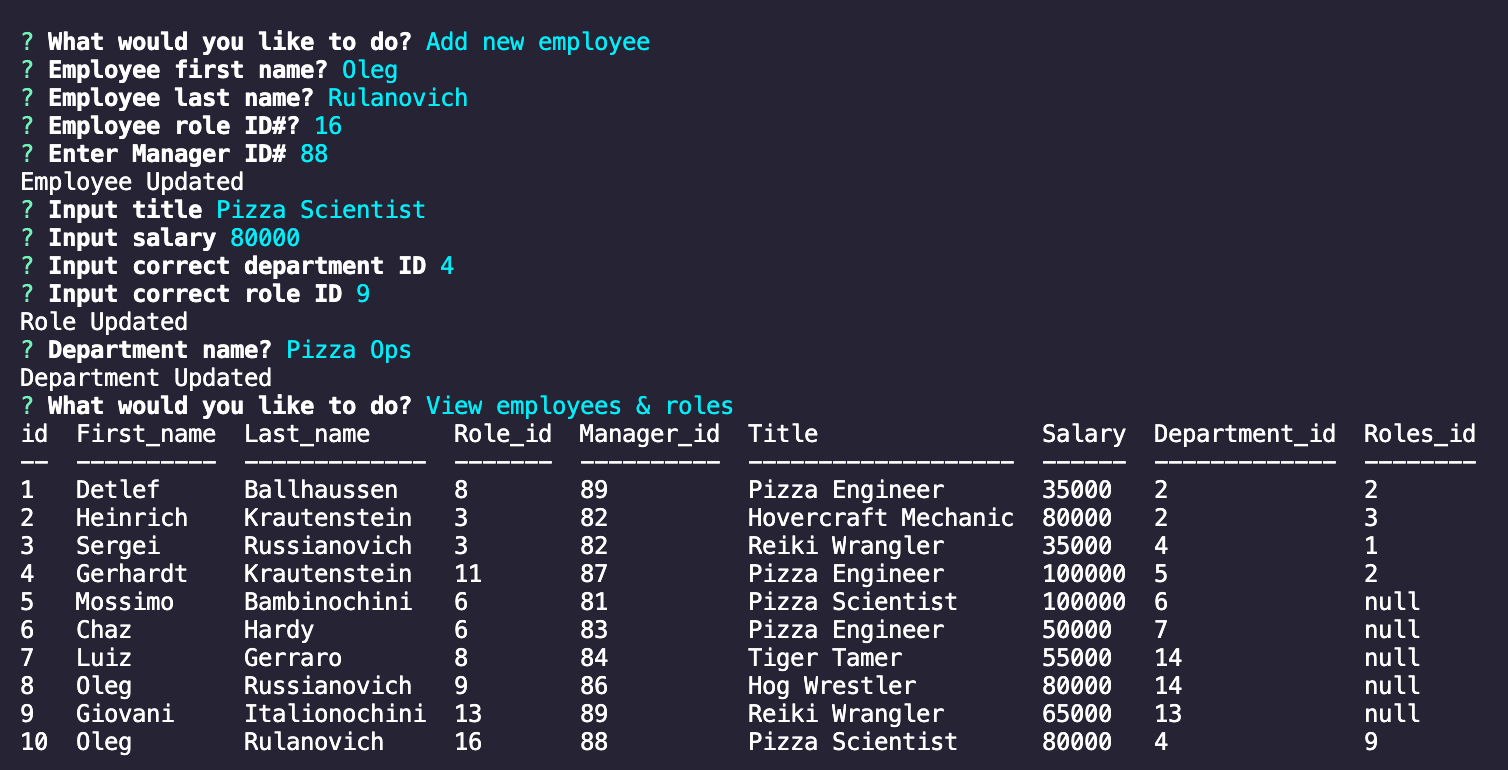 ? What would you like to do? Add new employee
? Employee first name? Oleg
? Employee last name? Rulanovich
? Employee role ID#? 16
? Enter Manager ID# 88
Employee Updated
? Input title Pizza Scientist
? Input salary 80000
? Input correct department ID 4
? Input correct role ID 9
Role Updated
? Department name? Pizza Ops
Department Updated
? What would you like to do? View employees & roles
id  First_name  Last_name      Role_id  Manager_id  Title                Salary  Department_id  Roles_id
--  ----------  -------------  -------  ----------  -------------------  ------  -------------  --------
1   Detlef      Ballhaussen    8        89          Pizza Engineer       35000   2              2
2   Heinrich    Krautenstein   3        82          Hovercraft Mechanic  80000   2              3
3   Sergei      Russianovich   3        82          Reiki Wrangler       35000   4              1
4   Gerhardt    Krautenstein   11       87          Pizza Engineer       100000  5              2
5   Mossimo     Bambinochini   6        81          Pizza Scientist      100000  6              null
6   Chaz        Hardy          6        83          Pizza Engineer       50000   7              null
7   Luiz        Gerraro        8        84          Tiger Tamer          55000   14             null
8   Oleg        Russianovich   9        86          Hog Wrestler         80000   14             null
9   Giovani     Italionochini  13       89          Reiki Wrangler       65000   13             null
10  Oleg        Rulanovich     16       88          Pizza Scientist      80000   4              9